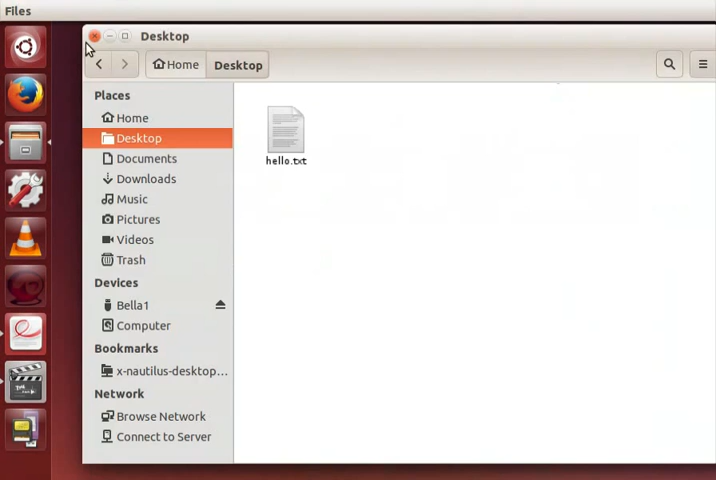 Files
Desktop
Home
Desktop
Places
Home
Desktop
Documents
Downloads
Music
Pictures
Videos
Trash
Devices
Bella1
Computer
Bookmarks
x-nautilus-desktop...
Network
Browse Network
Connect to Server
hello.txt